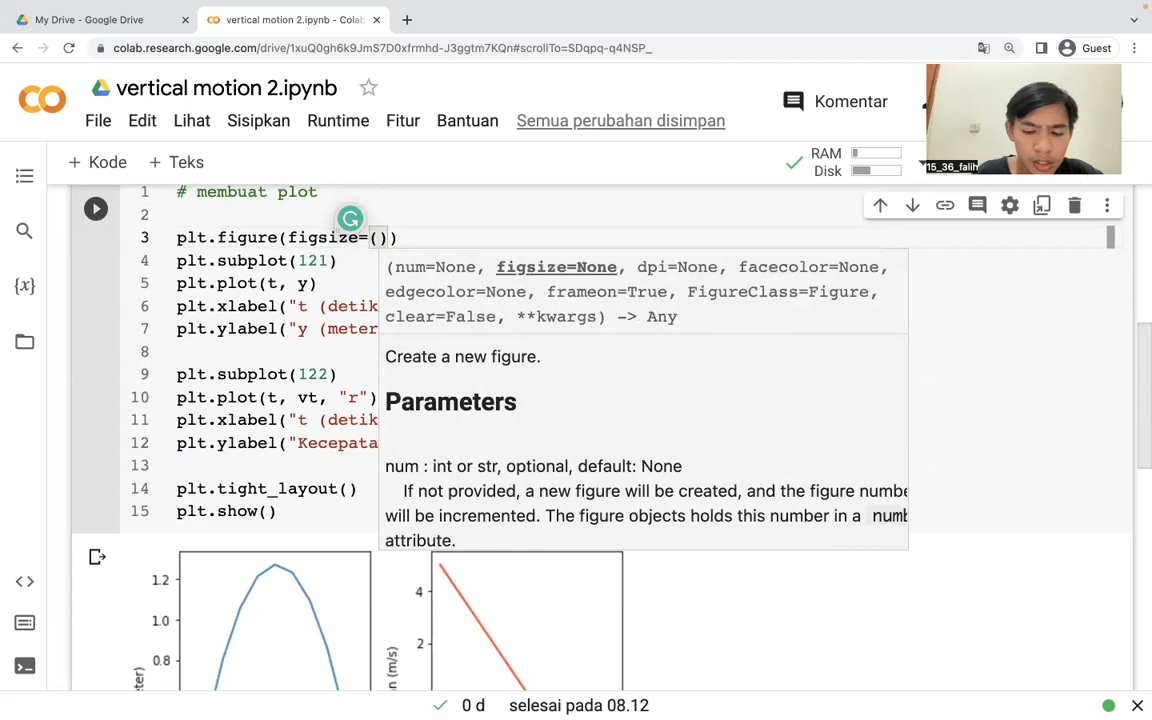 My Drive - Google Drive
vertical motion 2.ipynb - Colab
colab.research.google.com/drive/1xuQ0gh6k9JmS7D0xfrmhd-J3ggtm7KQn#scrollTo=SDqpq-q4NSP_
Guest
vertical motion 2.ipynb
File Edit Lihat Sisipkan Runtime Fitur Bantuan Semua perubahan disimpan
Komentar
15_36_falih
+ Kode + Teks
RAM
Disk
1 # membuat plot
2
3 plt.figure(figsize=())
4 plt.subplot(121)
5 plt.plot(t, y)
6 plt.xlabel("t (detik
7 plt.ylabel("y (meter
8
9 plt.subplot(122)
10 plt.plot(t, vt, "r")
11 plt.xlabel("t (detik
12 plt.ylabel("Kecepata
13
14 plt.tight_layout()
15 plt.show()
(num=None, figsize=None, dpi=None, facecolor=None,
edgecolor=None, frameon=True, FigureClass=Figure,
clear=False, **kwargs) -> Any
Create a new figure.
Parameters
num : int or str, optional, default: None
If not provided, a new figure will be created, and the figure numbe
will be incremented. The figure objects holds this number in a numb
attribute.
1.2
1.0
0.8
4
2
n (m/s)
0 d selesai pada 08.12